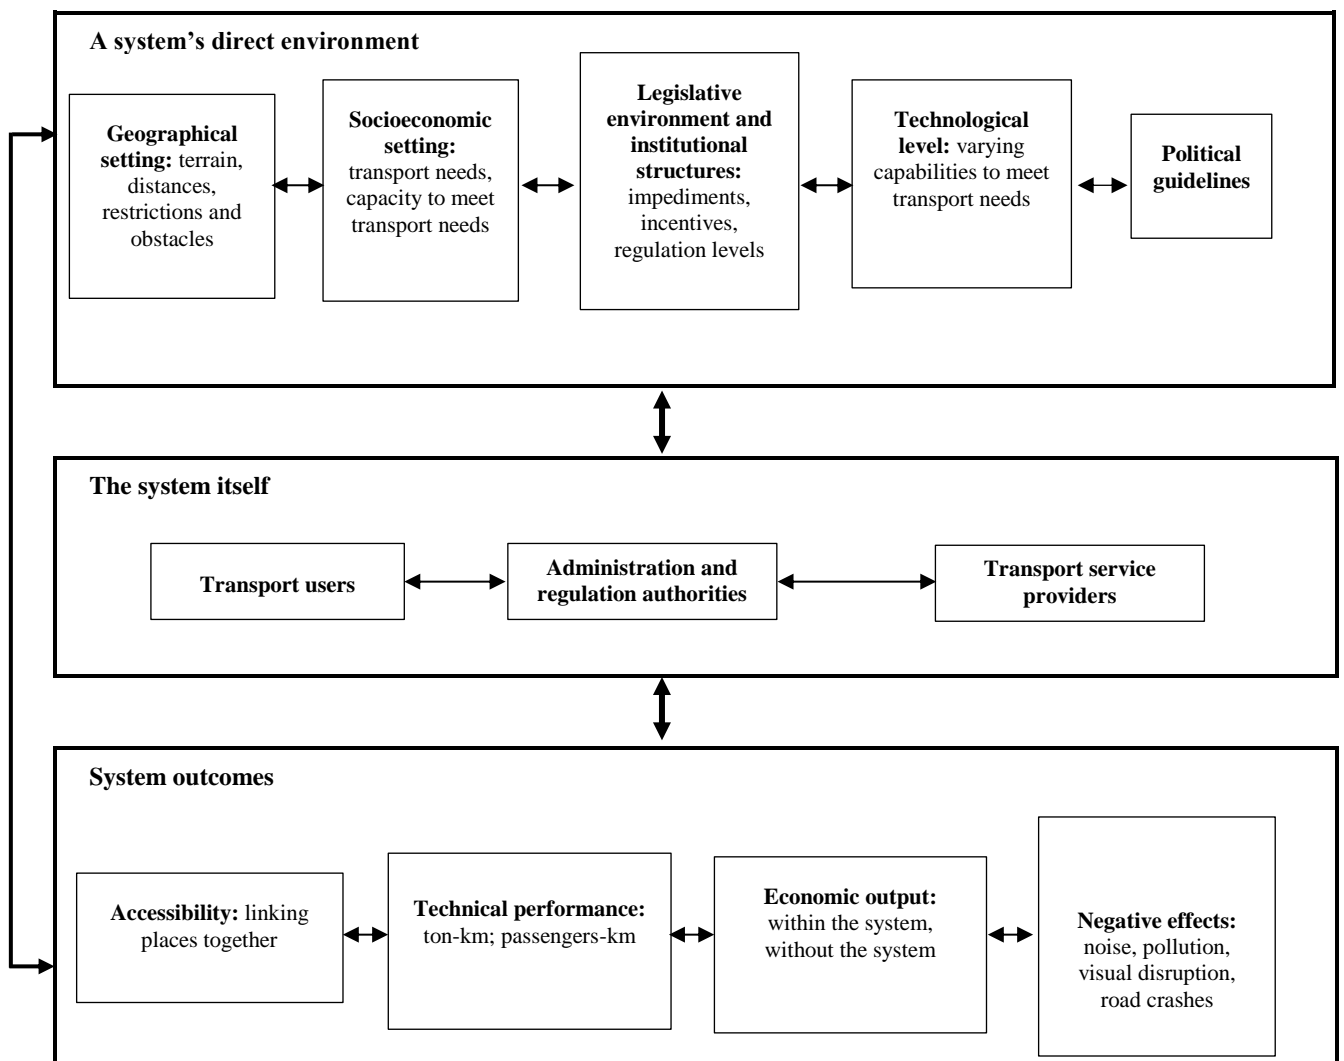 A system’s direct environment
Geographical
setting: terrain,
distances,
restrictions and
obstacles
Socioeconomic
setting:
transport needs,
capacity to meet
transport needs
Legislative
environment and
institutional
structures:
impediments,
incentives,
regulation levels
Technological
level: varying
capabilities to meet
transport needs
Political
guidelines
The system itself
Transport users
Administration and
regulation authorities
Transport service
providers
System outcomes
Accessibility: linking
places together
Technical performance:
ton-km; passengers-km
Economic output:
within the system,
without the system
Negative effects:
noise, pollution,
visual disruption,
road crashes